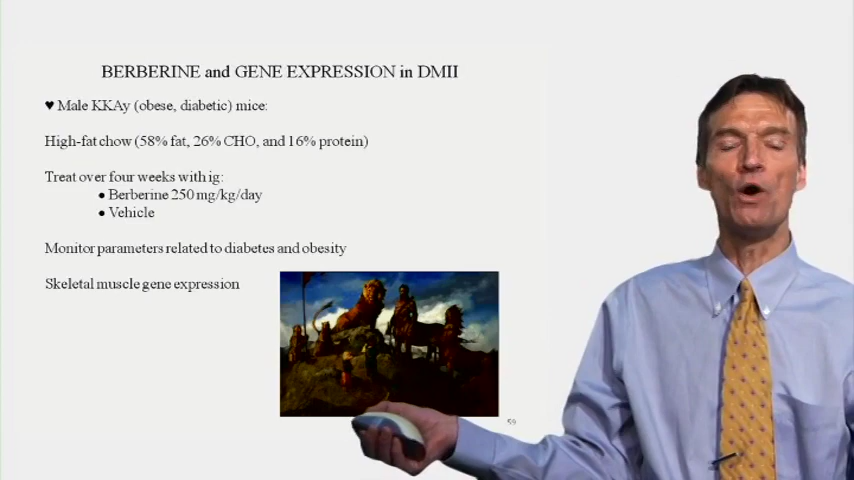 BERBERINE and GENE EXPRESSION in DMII
♥ Male KKAy (obese, diabetic) mice:
High-fat chow (58% fat, 26% CHO, and 16% protein)
Treat over four weeks with ig:
● Berberine 250 mg/kg/day
● Vehicle
Monitor parameters related to diabetes and obesity
Skeletal muscle gene expression
59